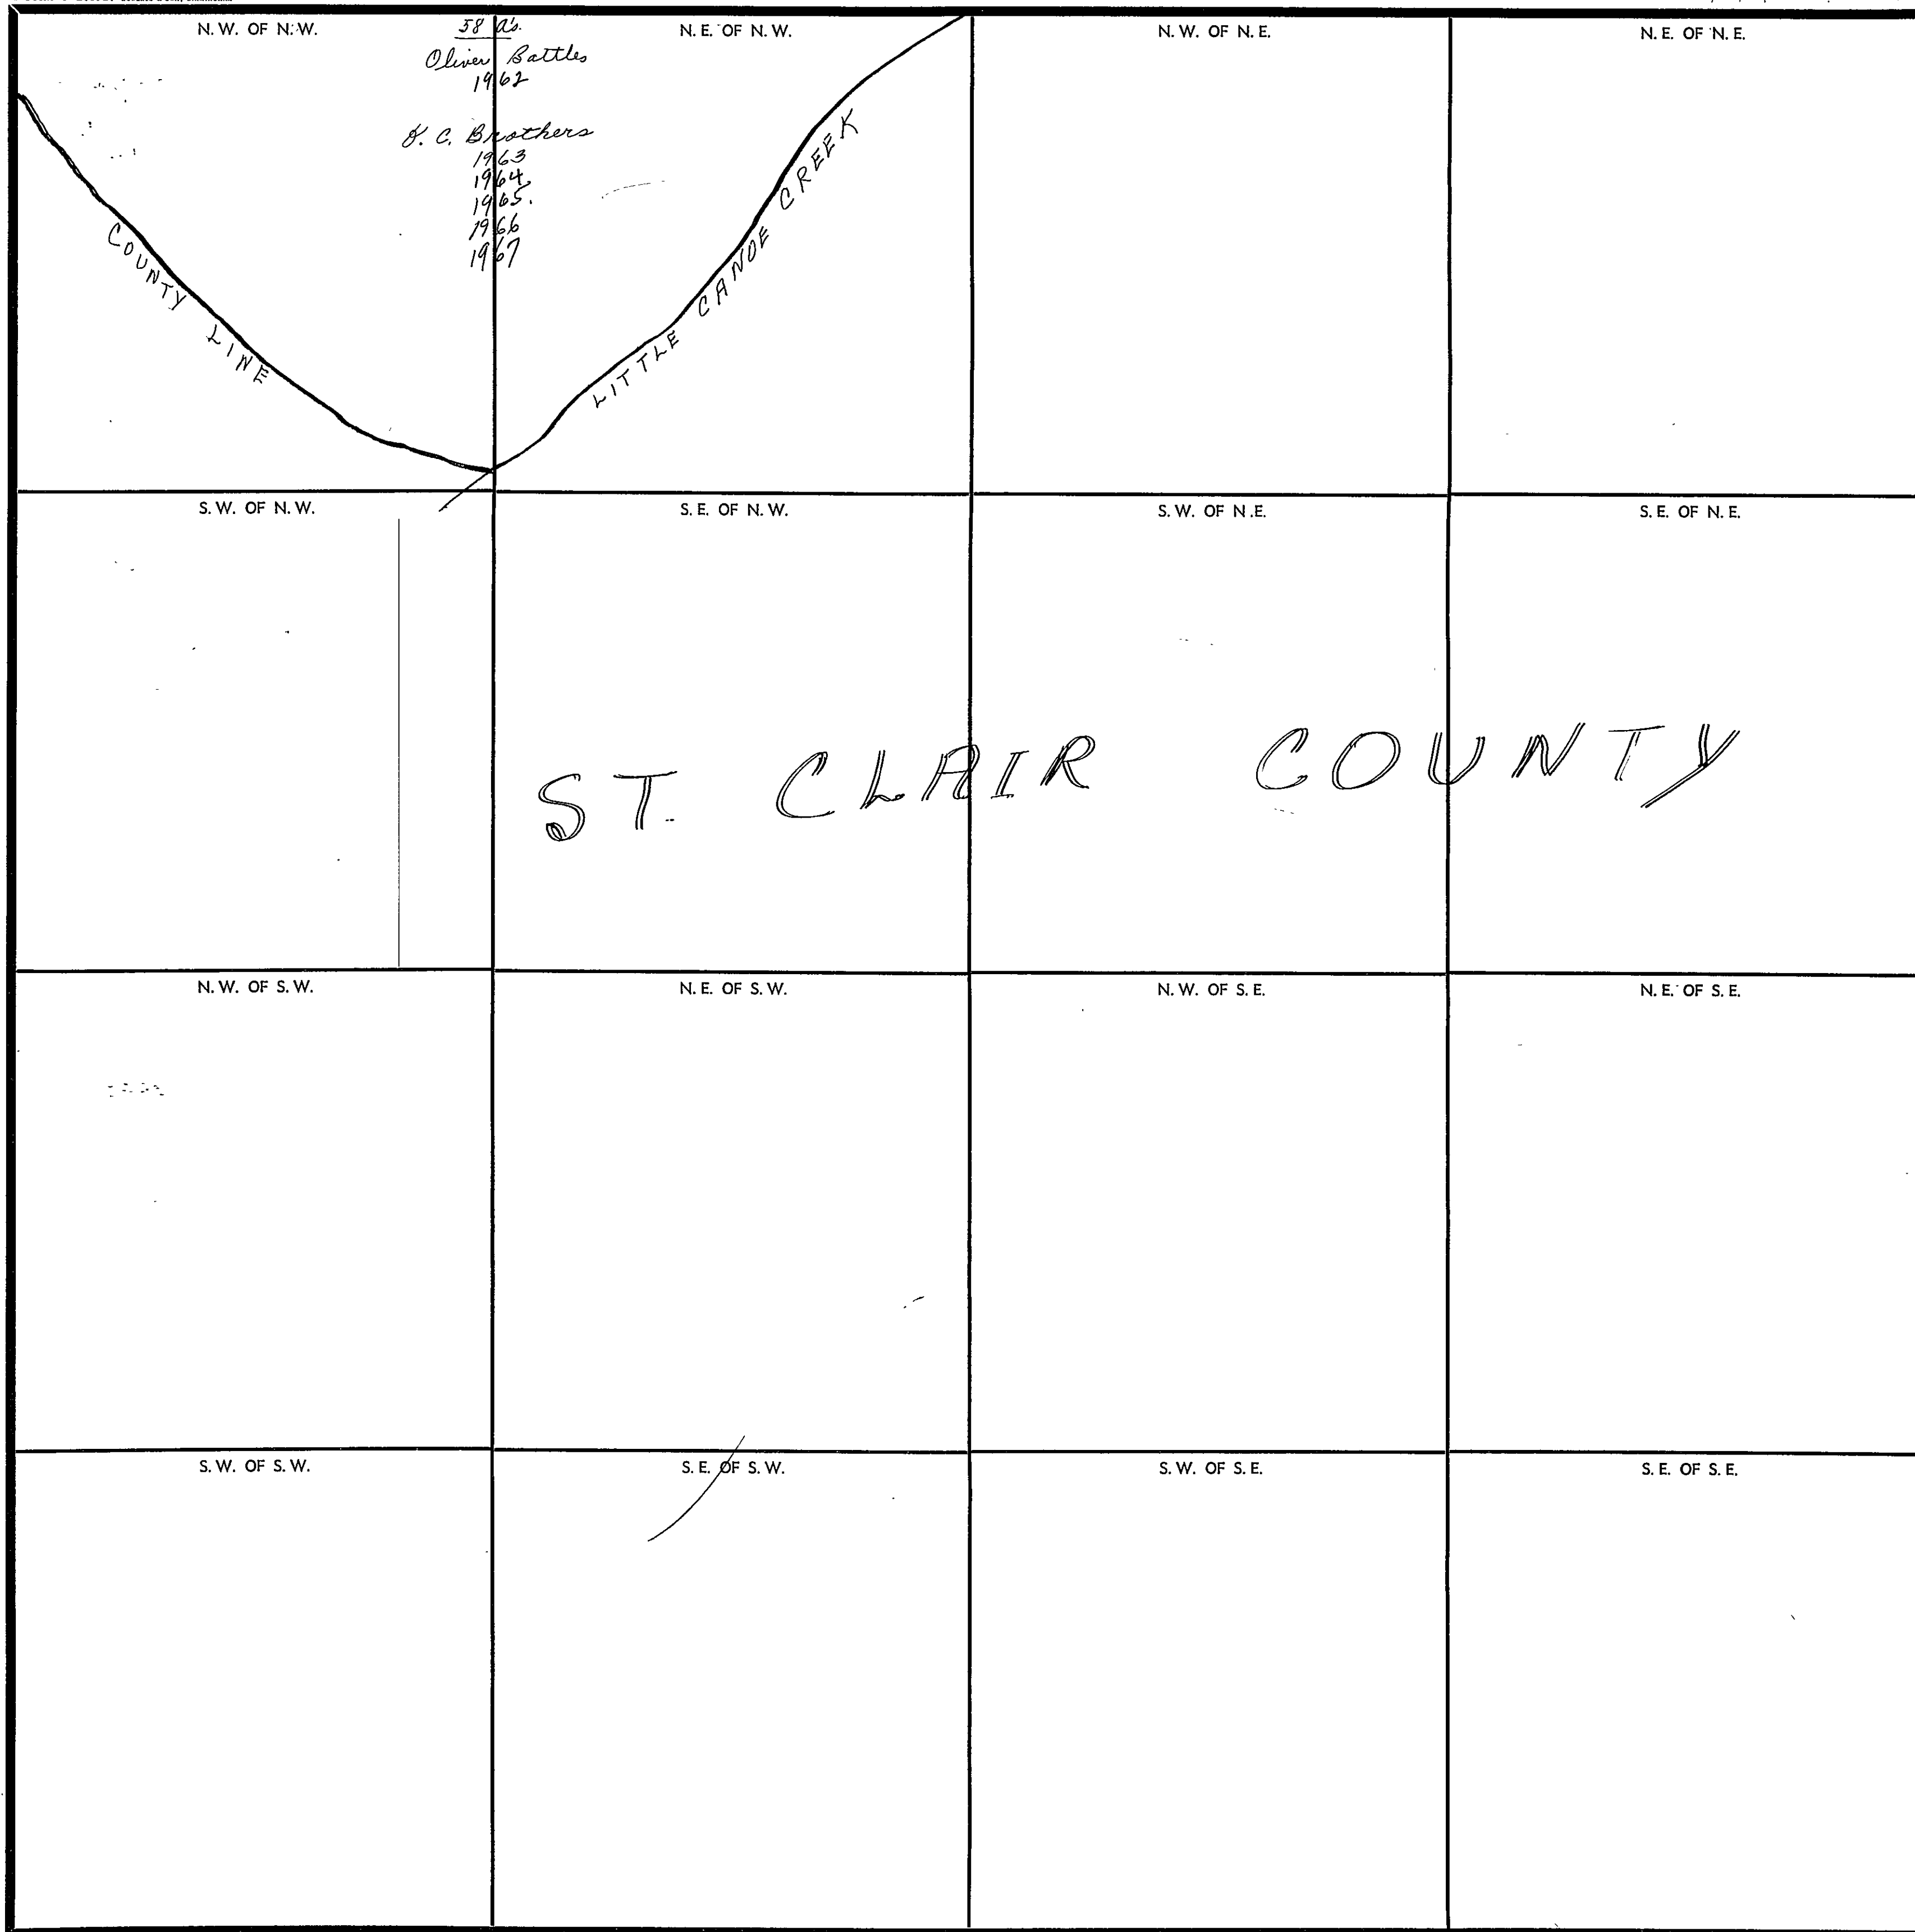 N. W. OF N. W.
N. E. OF N. W.
N. W. OF N. E.
N. E. OF N. E.
58 a's.
Oliver Battles
1962
C. Brothers
1963
1964
1965.
1966
1967
COUNTY LINE
LITTLE CANOE CREEK
S. W. OF N. W.
S. E. OF N. W.
S. W. OF N. E.
S. E. OF N. E.
ST. CLAIR COUNTY
N. W. OF S. W.
N. E. OF S. W.
N. W. OF S. E.
N. E. OF S. E.
S. W. OF S. W.
S. E. OF S. W.
S. W. OF S. E.
S. E. OF S. E.